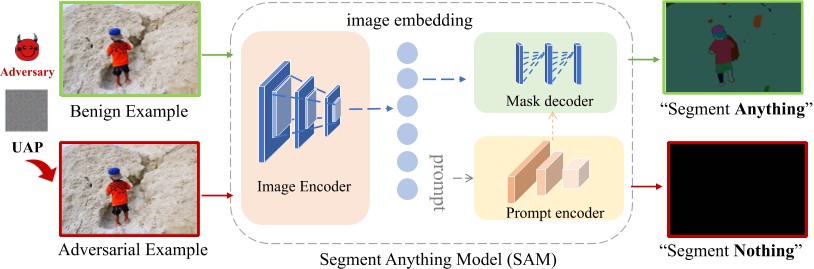 image embedding
Adversary
Benign Example
UAP
Adversarial Example
Image Encoder
prompt
Mask decoder
Prompt encoder
Segment Anything Model (SAM)
“Segment Anything”
“Segment Nothing”